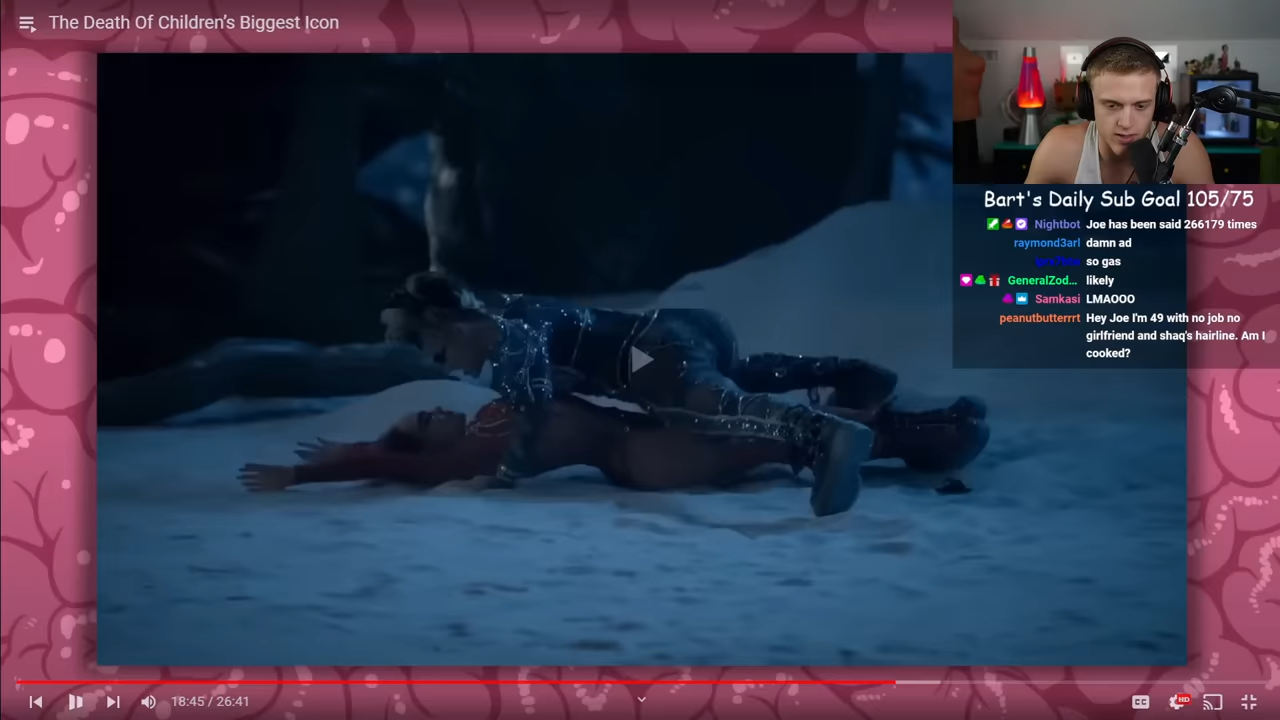 The Death Of Children's Biggest Icon
Bart's Daily Sub Goal 105/75
Nightbot Joe has been said 266179 times
raymond3arl damn ad
so gas
GeneralZod... likely
Samkasi LMAOOO
peanutbutterrrt Hey Joe I'm 49 with no job no
girlfriend and shaq's hairline. Am I
cooked?
18:45 / 26:41
CC
HD